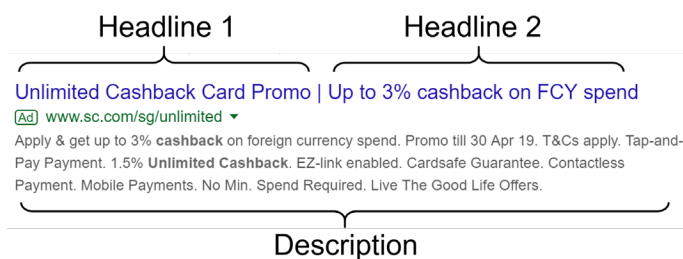 Headline 1 Headline 2
Unlimited Cashback Card Promo | Up to 3% cashback on FCY spend
Ad www.sc.com/sg/unlimited
Apply & get up to 3% cashback on foreign currency spend. Promo till 30 Apr 19. T&Cs apply. Tap-and-
Pay Payment. 1.5% Unlimited Cashback. EZ-link enabled. Cardsafe Guarantee. Contactless
Payment. Mobile Payments. No Min. Spend Required. Live The Good Life Offers.
Description